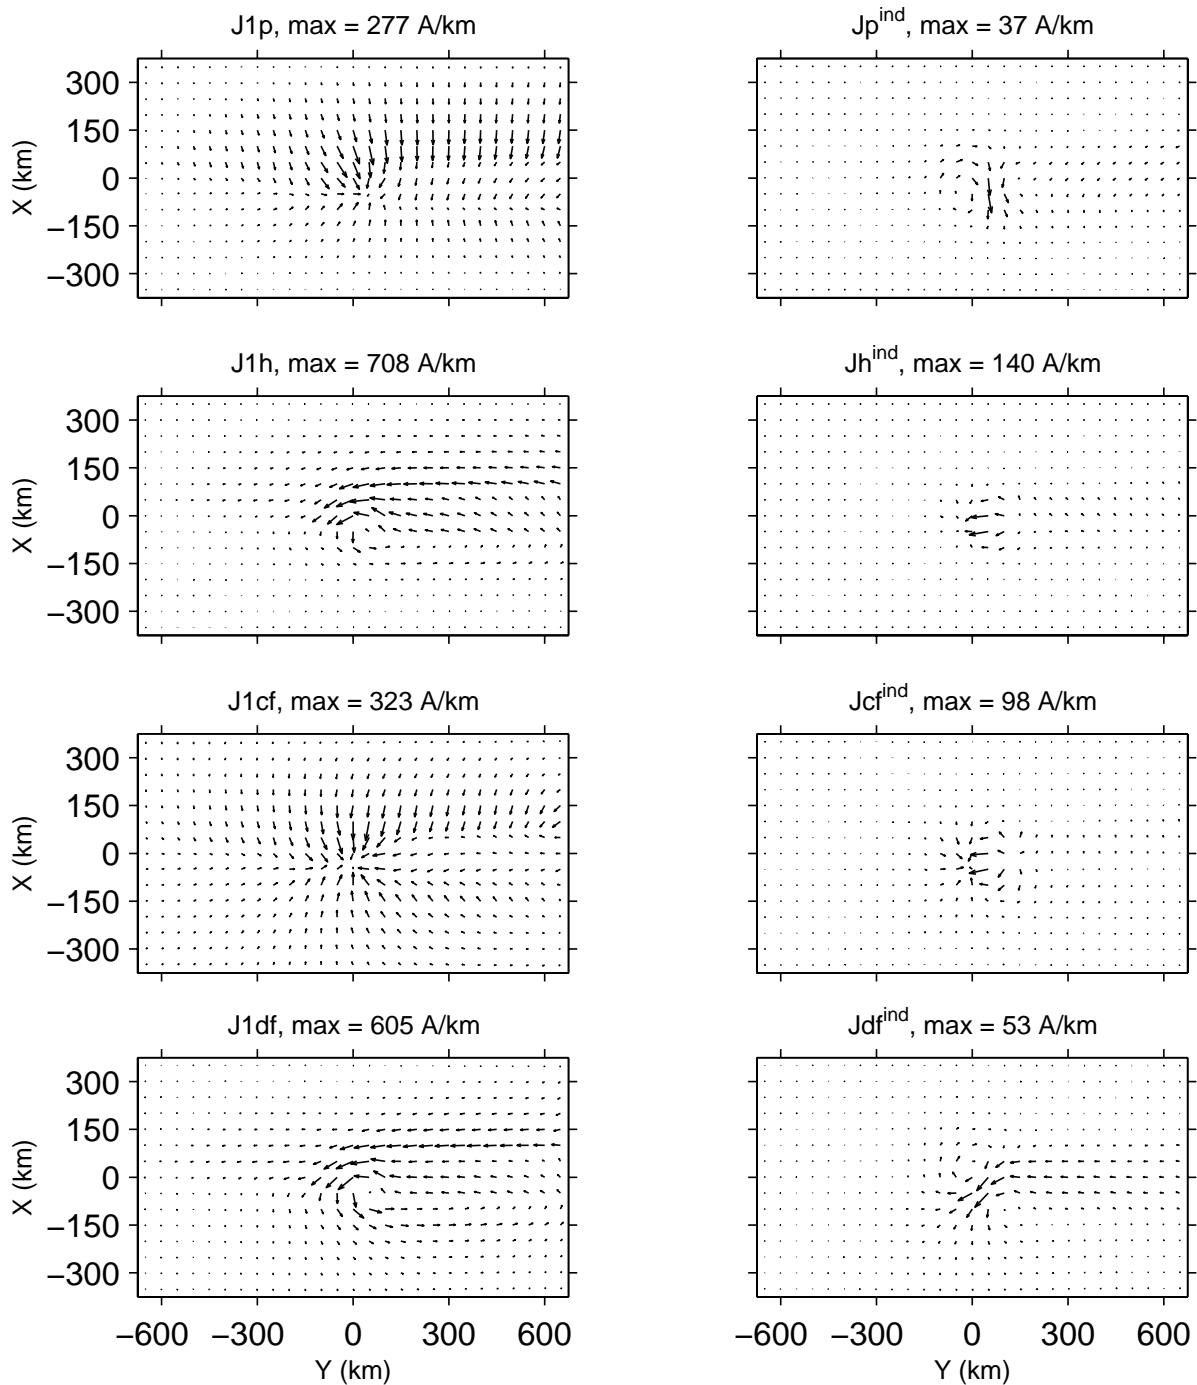 J1p, max = 277 A/km
Jp^ind, max = 37 A/km
X (km)
300
150
0
−150
−300
J1h, max = 708 A/km
Jh^ind, max = 140 A/km
X (km)
300
150
0
−150
−300
J1cf, max = 323 A/km
Jcf^ind, max = 98 A/km
X (km)
300
150
0
−150
−300
J1df, max = 605 A/km
Jdf^ind, max = 53 A/km
X (km)
300
150
0
−150
−300
−600 −300 0 300 600
−600 −300 0 300 600
Y (km)
Y (km)